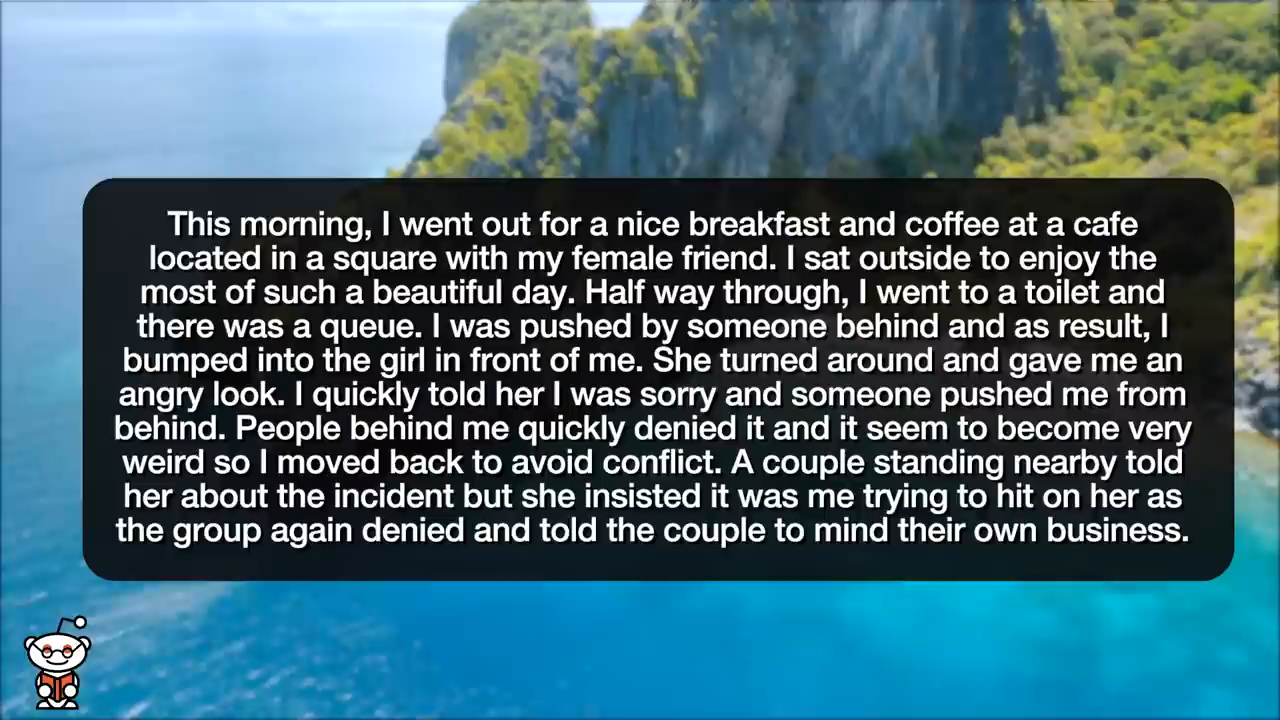 This morning, I went out for a nice breakfast and coffee at a cafe
located in a square with my female friend. I sat outside to enjoy the
most of such a beautiful day. Half way through, I went to a toilet and
there was a queue. I was pushed by someone behind and as result, I
bumped into the girl in front of me. She turned around and gave me an
angry look. I quickly told her I was sorry and someone pushed me from
behind. People behind me quickly denied it and it seem to become very
weird so I moved back to avoid conflict. A couple standing nearby told
her about the incident but she insisted it was me trying to hit on her as
the group again denied and told the couple to mind their own business.